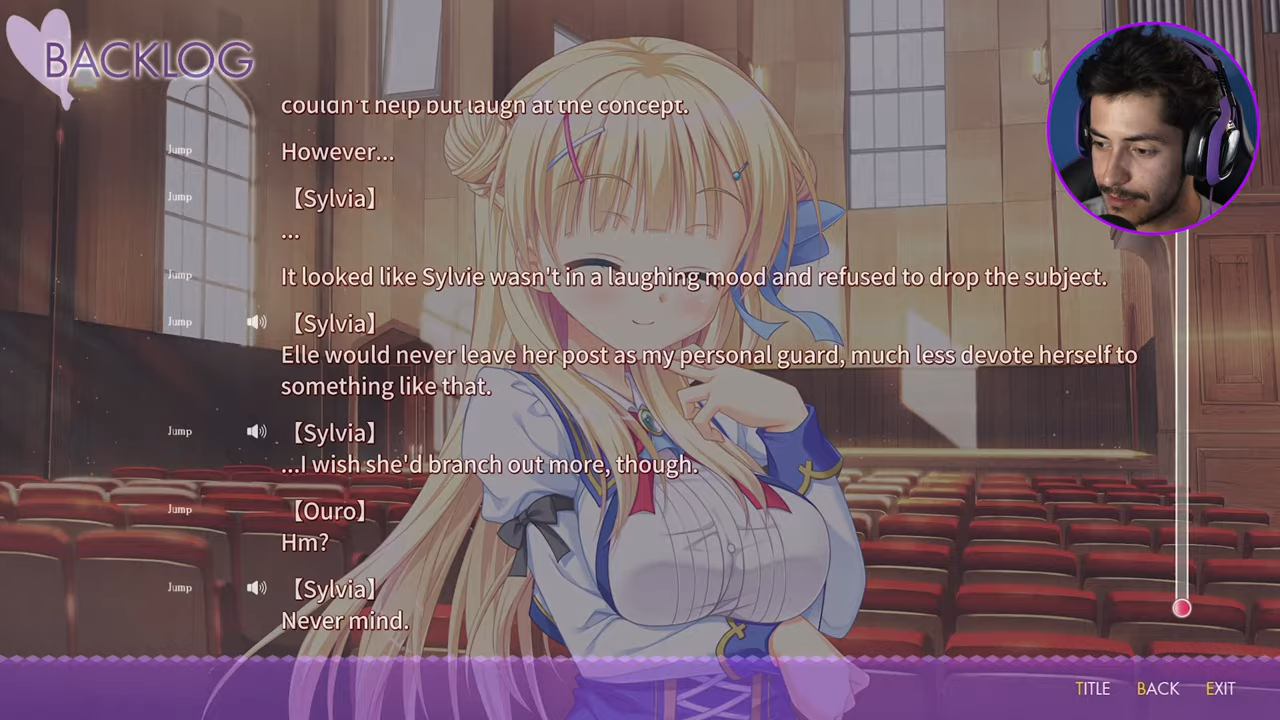 BACKLOG
couldn't help but laugh at the concept.
Jump
However...
Jump
【Sylvia】
...
Jump
It looked like Sylvie wasn't in a laughing mood and refused to drop the subject.
Jump
【Sylvia】
Elle would never leave her post as my personal guard, much less devote herself to
something like that.
Jump
【Sylvia】
...I wish she'd branch out more, though.
Jump
【Ouro】
Hm?
Jump
【Sylvia】
Never mind.
TITLE BACK EXIT